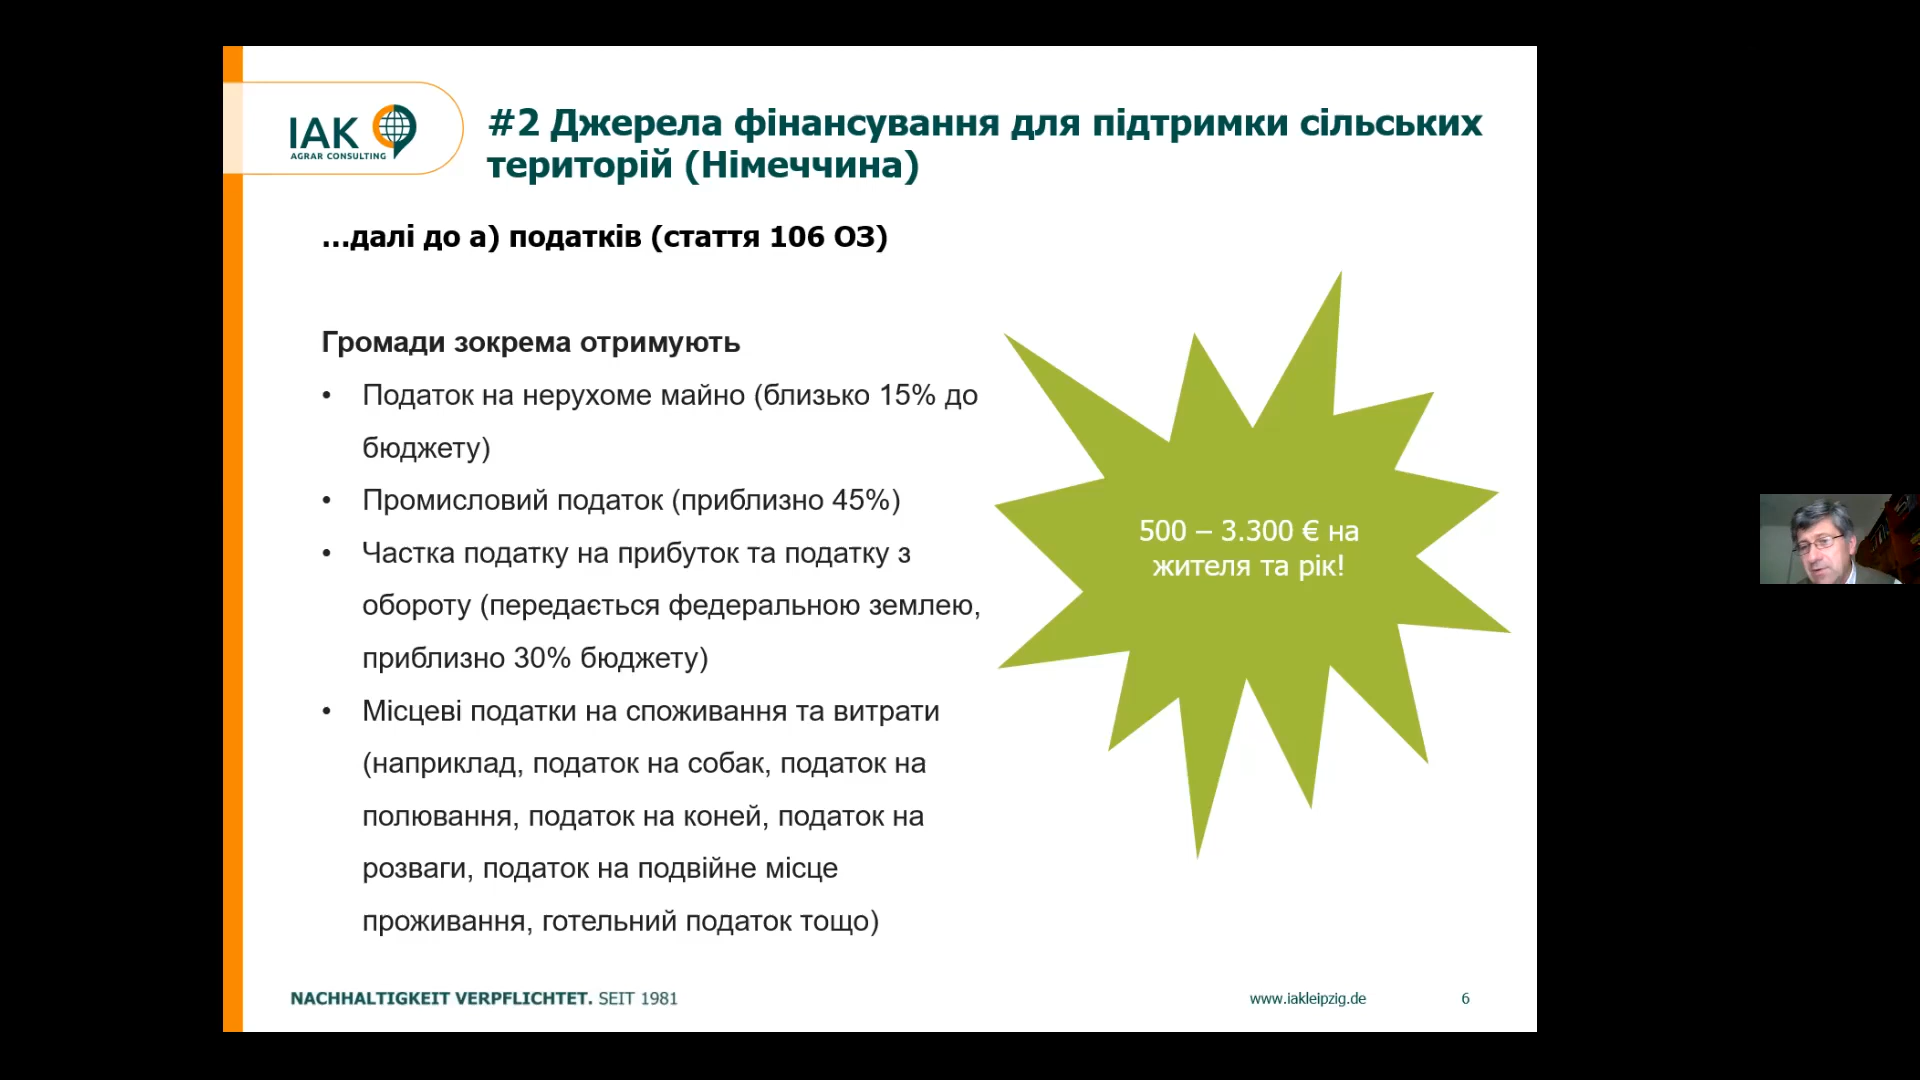 IAK
AGRAR CONSULTING
#2 Джерела фінансування для підтримки сільських
територій (Німеччина)
...далі до а) податків (стаття 106 ОЗ)
Громади зокрема отримують
• Податок на нерухоме майно (близько 15% до
бюджету)
• Промисловий податок (приблизно 45%)
• Частка податку на прибуток та податку з
обороту (передається федеральною землею,
приблизно 30% бюджету)
• Місцеві податки на споживання та витрати
(наприклад, податок на собак, податок на
полювання, податок на коней, податок на
розваги, податок на подвійне місце
проживання, готельний податок тощо)
500 – 3.300 € на
жителя та рік!
NACHHALTIGKEIT VERPFLICHTET. SEIT 1981
www.iakleipzig.de
6